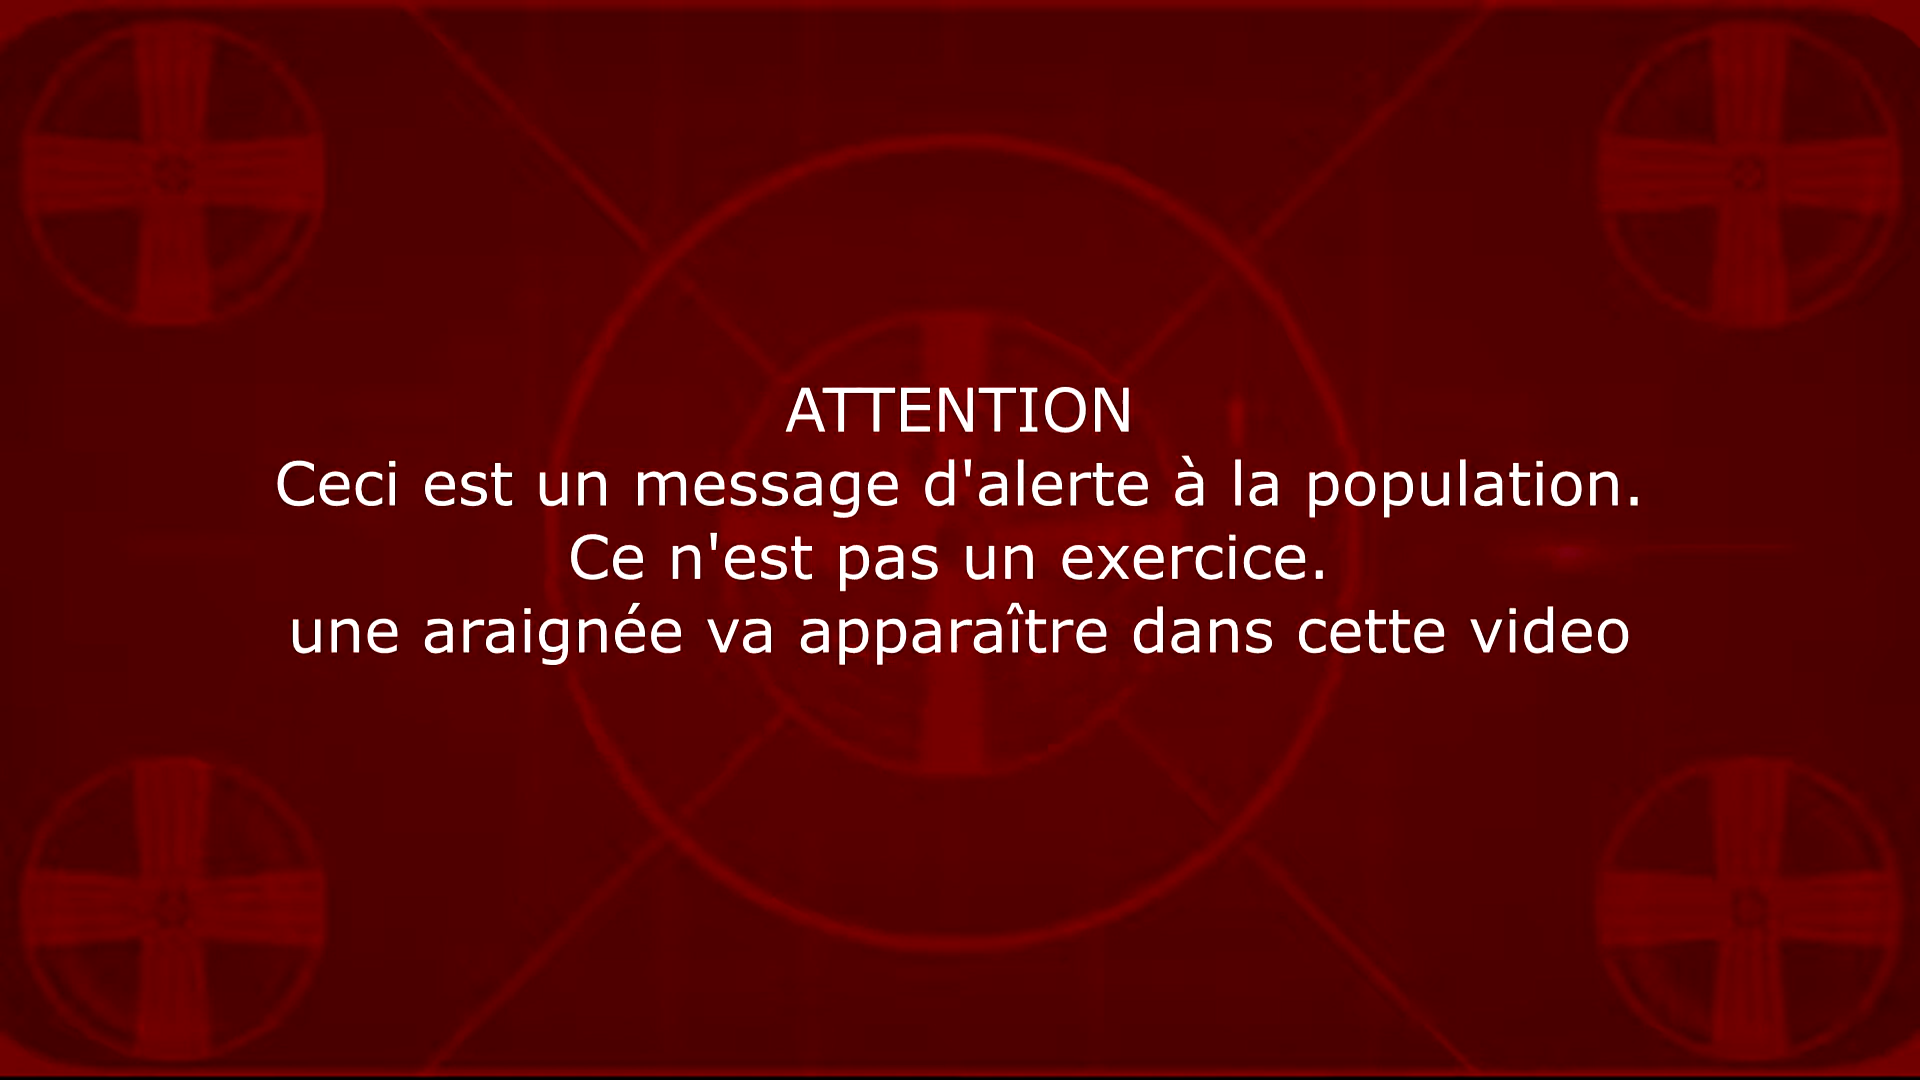 ATTENTION
Ceci est un message d'alerte à la population.
Ce n'est pas un exercice.
une araignée va apparaître dans cette video